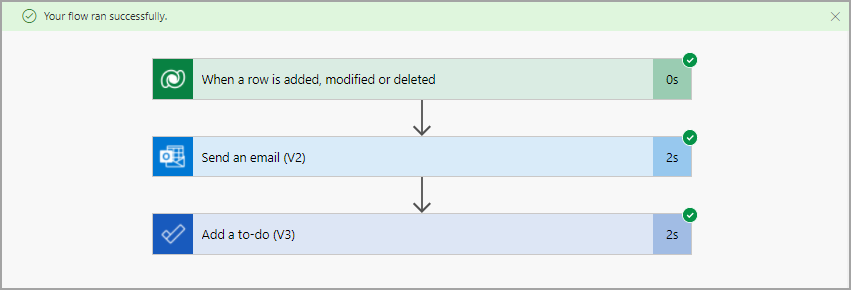 Your flow ran successfully.
When a row is added, modified or deleted 0s
Send an email (V2) 2s
Add a to-do (V3) 2s